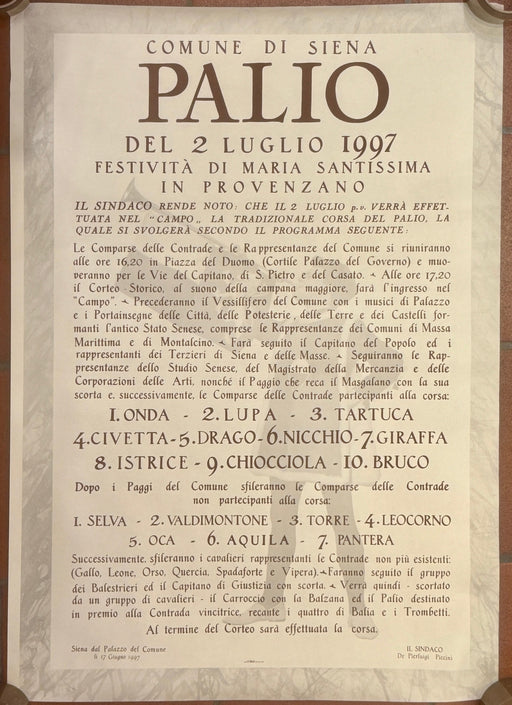 COMUNE DI SIENA
PALIO
DEL 2 LUGLIO 1997
FESTIVITÀ DI MARIA SANTISSIMA
IN PROVENZANO
IL SINDACO RENDE NOTO: CHE IL 2 LUGLIO p.v. VERRÀ EFFET-
TUATA NEL "CAMPO„ LA TRADIZIONALE CORSA DEL PALIO, LA
QUALE SI SVOLGERÀ SECONDO IL PROGRAMMA SEGUENTE:
Le Comparse delle Contrade e le Rappresentanze del Comune si riuniranno
alle ore 16,20 in Piazza del Duomo (Cortile Palazzo del Governo) e muo-
veranno per le Vie del Capitano, di S. Pietro e del Casato. - Alle ore 17,20
il Corteo Storico, al suono della campana maggiore, farà l'ingresso nel
"Campo". - Precederanno il Vessillifero del Comune con i musici di Palazzo
e i Portainsegne delle Città, delle Potesterie, delle Terre e dei Castelli for-
manti l'antico Stato Senese, comprese le Rappresentanze dei Comuni di Massa
Marittima e di Montalcino. - Farà seguito il Capitano del Popolo ed i
rappresentanti dei Terzieri di Siena e delle Masse. - Seguiranno le Rap-
presentanze dello Studio Senese, del Magistrato della Mercanzia e delle
Corporazioni delle Arti, nonché il Paggio che reca il Masgalano con la sua
scorta e, successivamente, le Comparse delle Contrade partecipanti alla corsa:
1. ONDA - 2. LUPA - 3. TARTUCA
4. CIVETTA - 5. DRAGO - 6. NICCHIO - 7. GIRAFFA
8. ISTRICE - 9. CHIOCCIOLA - 10. BRUCO
Dopo i Paggi del Comune sfileranno le Comparse delle Contrade
non partecipanti alla corsa:
1. SELVA - 2. VALDIMONTONE - 3. TORRE - 4. LEOCORNO
5. OCA - 6. AQUILA - 7. PANTERA
Successivamente, sfileranno i cavalieri rappresentanti le Contrade non più esistenti:
(Gallo, Leone, Orso, Quercia, Spadaforte e Vipera). - Faranno seguito il gruppo
dei Balestrieri ed il Capitano di Giustizia con scorta. - Verrà quindi - scortato
da un gruppo di cavalieri - il Carroccio con la Balzana ed il Palio destinato
in premio alla Contrada vincitrice, recante i quattro di Balìa e i Trombetti.
Al termine del Corteo sarà effettuata la corsa.
Siena dal Palazzo del Comune
li 17 Giugno 1997
IL SINDACO
Dr Pierluigi Piccini